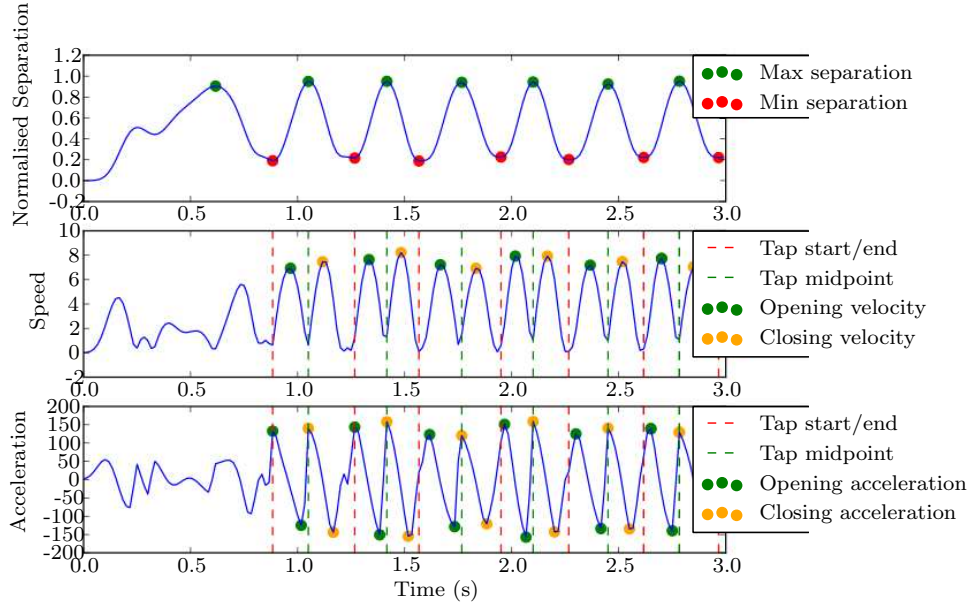 Normalised Separation
1.2
1.0
0.8
0.6
0.4
0.2
0.0
-0.2
0.0 0.5 1.0 1.5 2.0 2.5 3.0
Max separation
Min separation
Speed
10
8
6
4
2
0
-2
0.0 0.5 1.0 1.5 2.0 2.5 3.0
Tap start/end
Tap midpoint
Opening velocity
Closing velocity
Acceleration
200
150
100
50
0
-50
-100
-150
-200
0.0 0.5 1.0 1.5 2.0 2.5 3.0
Time (s)
Tap start/end
Tap midpoint
Opening acceleration
Closing acceleration